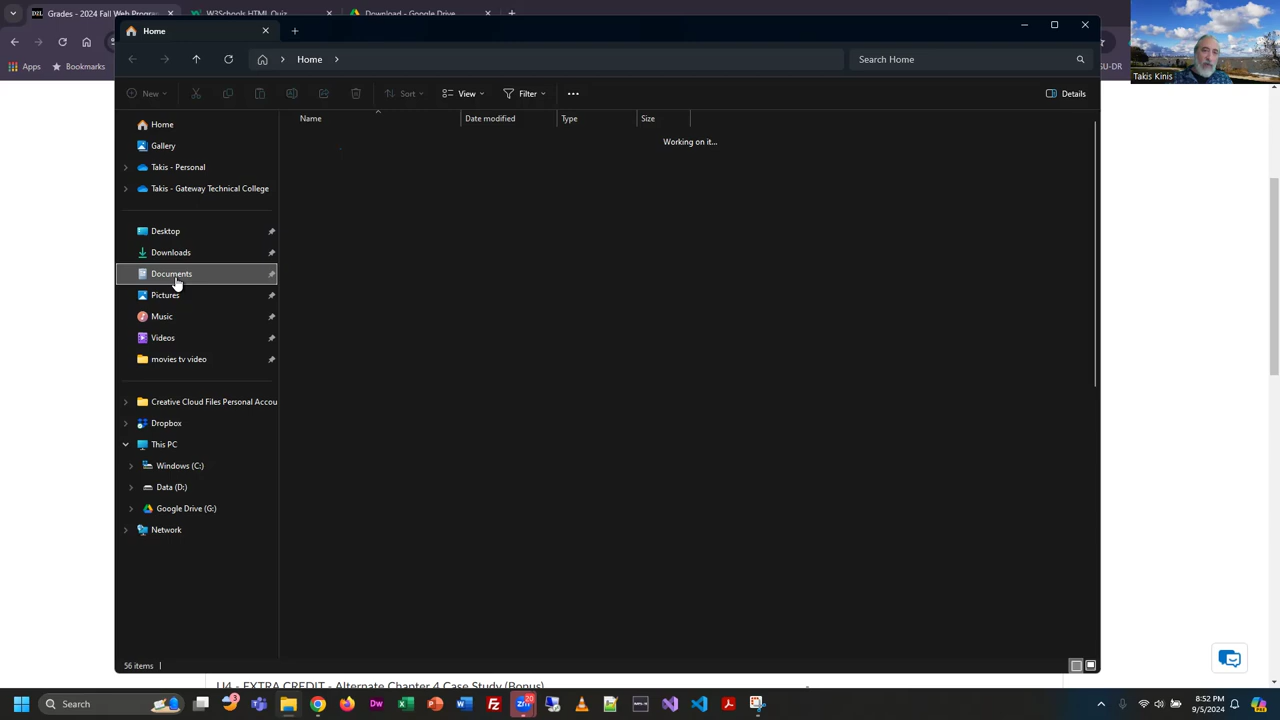 Grades - 2024 Fall Web Progr
W3Schools HTML Quiz
Download - Google Drive
Home
Takis Kinis
Home
Search Home
Apps
Bookmarks
SU-DR
New
Sort
View
Filter
Details
Name
Date modified
Type
Size
Home
Working on it...
Gallery
Takis - Personal
Takis - Gateway Technical College
Desktop
Downloads
Documents
Pictures
Music
Videos
movies tv video
Creative Cloud Files Personal Accou
Dropbox
This PC
Windows (C:)
Data (D:)
Google Drive (G:)
Network
56 items
U4 - EXTRA CREDIT - Alternate Chapter 4 Case Study (Bonus)
Search
8:52 PM
9/5/2024